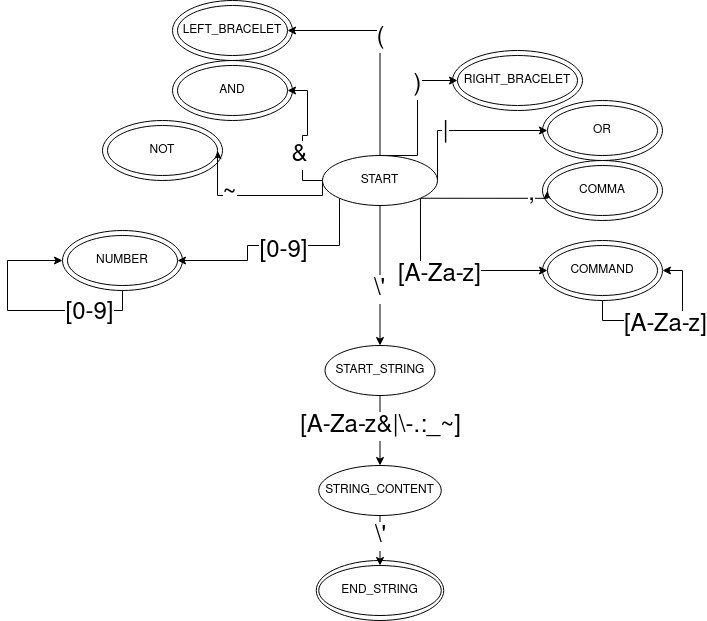 LEFT_BRACELET
(
RIGHT_BRACELET
)
AND
&
OR
|
NOT
~
START
COMMA
,
NUMBER
[0-9]
[0-9]
\'
[A-Za-z]
COMMAND
[A-Za-z]
START_STRING
[A-Za-z&|\-.:_~]
STRING_CONTENT
\'
END_STRING